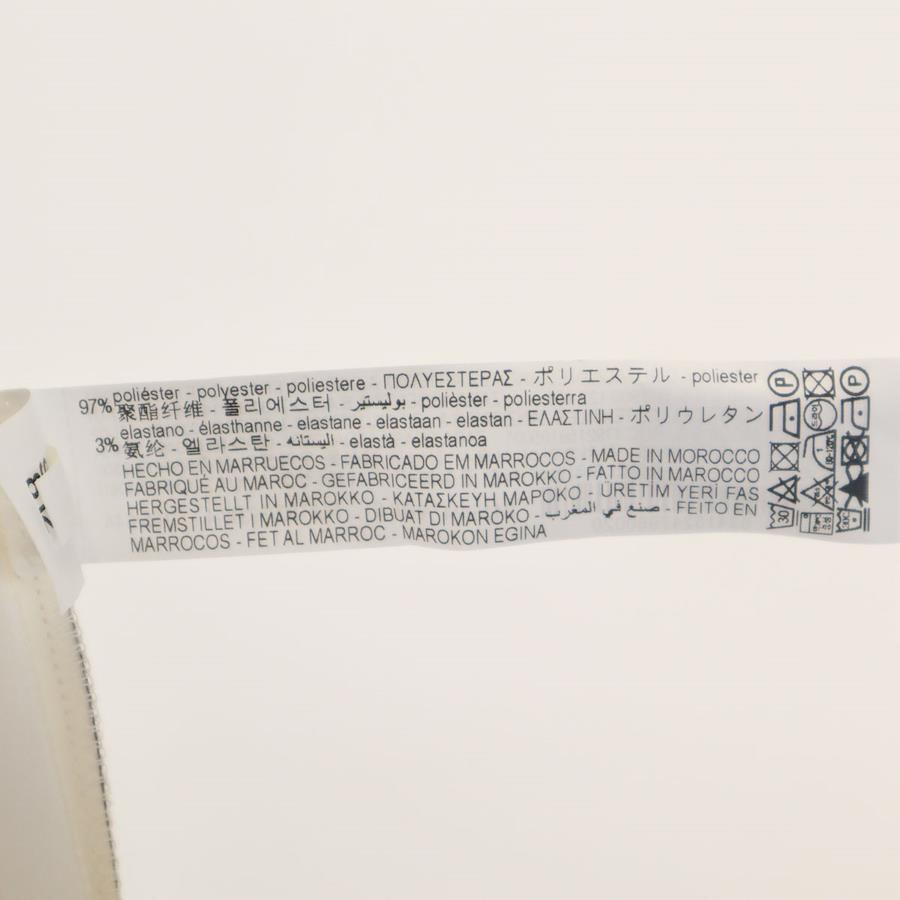 97% poliéster - polyester - poliestere - ΠΟΛΥΕΣΤΕΡΑΣ - ポリエステル - poliester
聚酯纤维 - 폴리에스터 - بوليستير - polièster - poliesterra
3% elastano - élasthanne - elastane - elastaan - elastan - ΕΛΑΣΤΙΝΗ - ポリウレタン
氨纶 - 엘라스탄 - اليستانه - elastà - elastanoa
HECHO EN MARRUECOS - FABRICADO EM MARROCOS - MADE IN MOROCCO
FABRIQUÉ AU MAROC - GEFABRICEERD IN MAROKKO - FATTO IN MAROCCO
HERGESTELLT IN MAROKKO - ΚΑΤΑΣΚΕΥΗ ΜΑΡΟΚΟ - ÜRETİM YERİ FAS
FREMSTILLET I MAROKKO - DIBUAT DI MAROKO - صنع في المغرب - FEITO EN
MARROCOS - FET AL MARROC - MAROKON EGINA
P
P
30